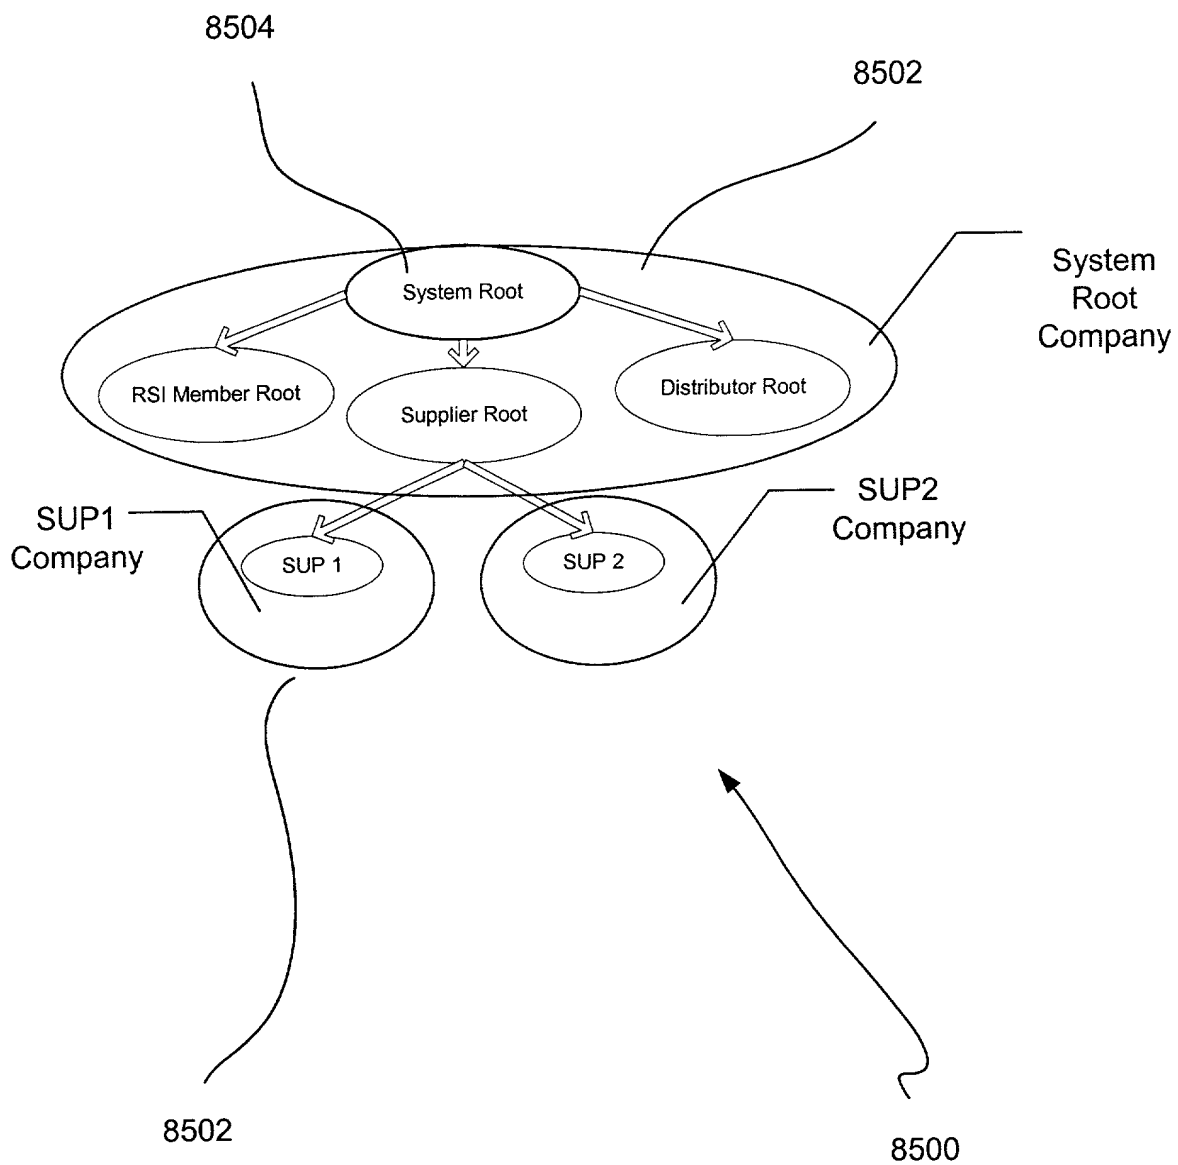 8504
8502
System
Root
Company
System Root
RSI Member Root
Supplier Root
Distributor Root
SUP1
Company
SUP2
Company
SUP 1
SUP 2
8502
8500